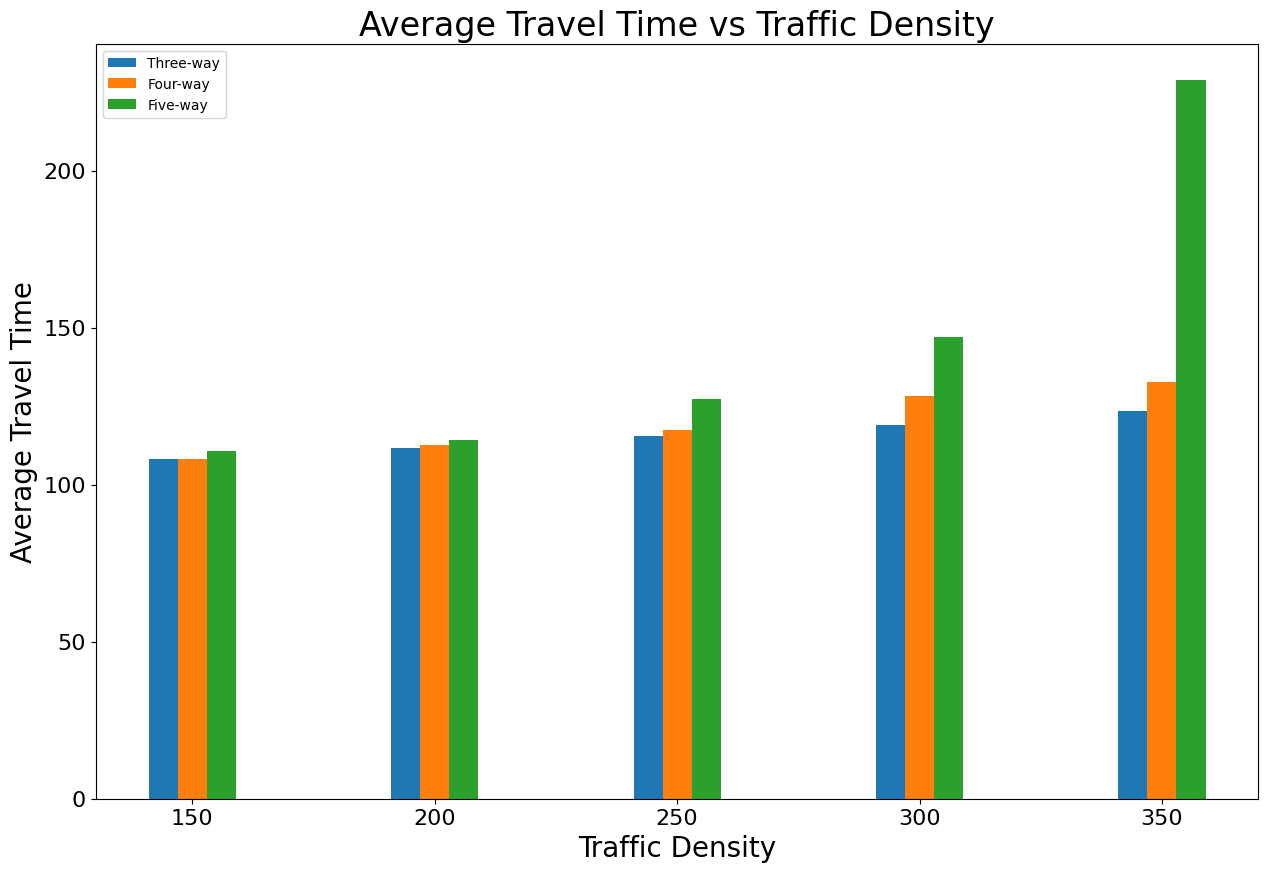 Average Travel Time vs Traffic Density
Three-way
Four-way
Five-way
Average Travel Time
200
150
100
50
0
150 200 250 300 350
Traffic Density